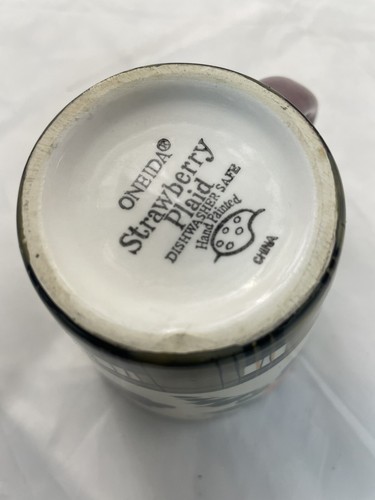 ONEIDA®
Strawberry
Plaid
DISHWASHER SAFE
Hand Painted
CHINA